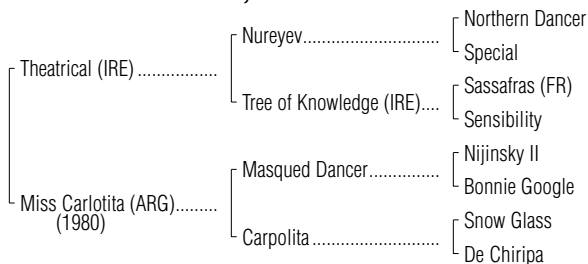 Northern Dancer
Nureyev
Special
Theatrical (IRE)
Sassafras (FR)
Tree of Knowledge (IRE)
Sensibility
Nijinsky II
Masqued Dancer
Bonnie Google
Miss Carlotita (ARG)
(1980)
Snow Glass
Carpolita
De Chiripa